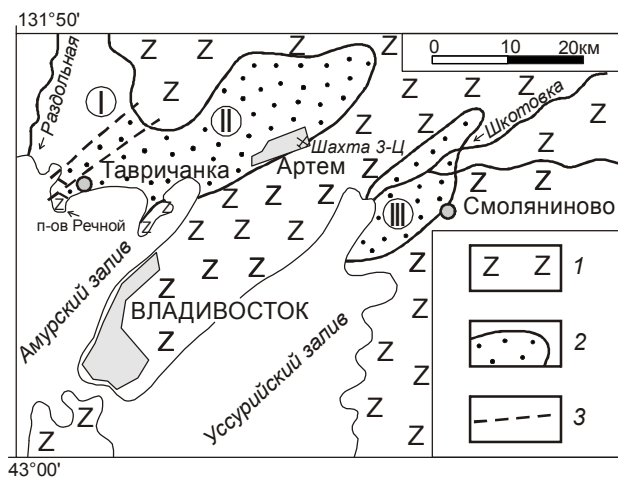 131°50'
0 10 20км
Раздольная
I
II
Шкотовка
Шахта 3-Ц
Тавричанка
Артем
п-ов Речной
III
Смоляниново
Амурский залив
ВЛАДИВОСТОК
Уссурийский залив
Z Z 1
2
3
43°00'